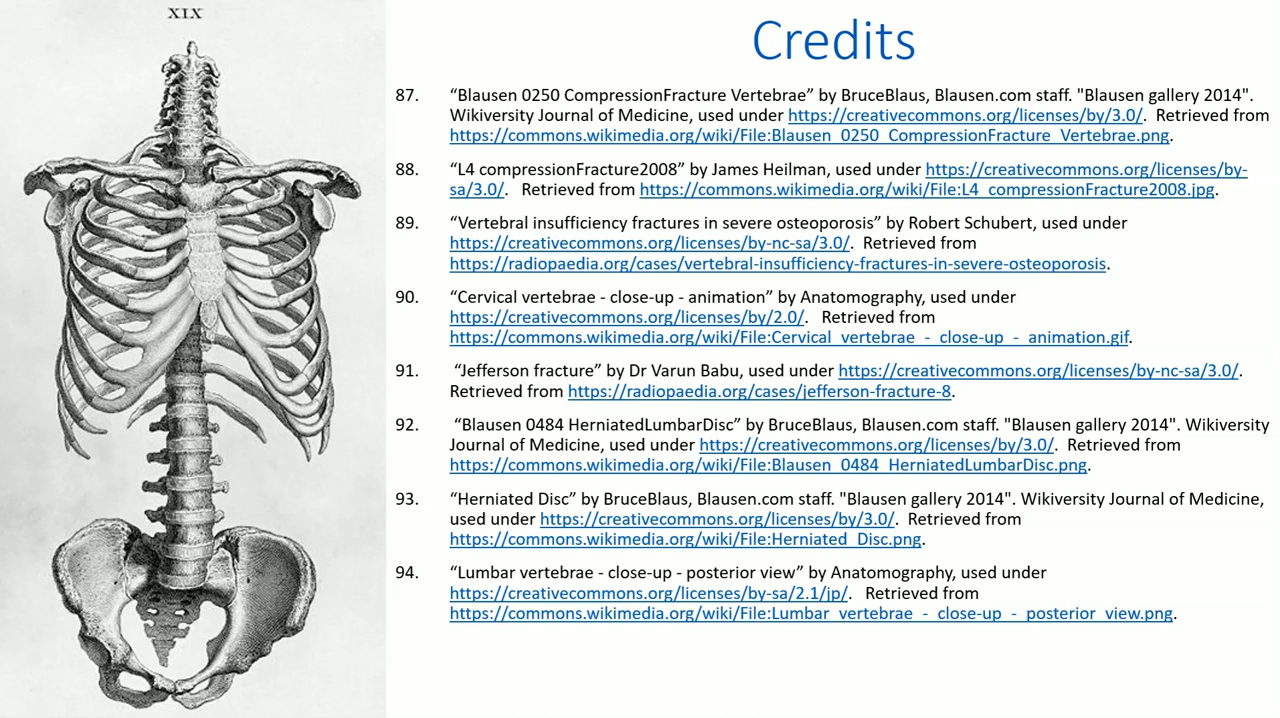 XIX
Credits
87. “Blausen 0250 CompressionFracture Vertebrae” by BruceBlaus, Blausen.com staff. "Blausen gallery 2014".
Wikiversity Journal of Medicine, used under https://creativecommons.org/licenses/by/3.0/. Retrieved from
https://commons.wikimedia.org/wiki/File:Blausen_0250_CompressionFracture_Vertebrae.png.
88. “L4 compressionFracture2008” by James Heilman, used under https://creativecommons.org/licenses/by-
sa/3.0/. Retrieved from https://commons.wikimedia.org/wiki/File:L4_compressionFracture2008.jpg.
89. “Vertebral insufficiency fractures in severe osteoporosis” by Robert Schubert, used under
https://creativecommons.org/licenses/by-nc-sa/3.0/. Retrieved from
https://radiopaedia.org/cases/vertebral-insufficiency-fractures-in-severe-osteoporosis.
90. “Cervical vertebrae - close-up - animation” by Anatomography, used under
https://creativecommons.org/licenses/by/2.0/. Retrieved from
https://commons.wikimedia.org/wiki/File:Cervical_vertebrae_-_close-up_-_animation.gif.
91. “Jefferson fracture” by Dr Varun Babu, used under https://creativecommons.org/licenses/by-nc-sa/3.0/.
Retrieved from https://radiopaedia.org/cases/jefferson-fracture-8.
92. “Blausen 0484 HerniatedLumbarDisc” by BruceBlaus, Blausen.com staff. "Blausen gallery 2014". Wikiversity
Journal of Medicine, used under https://creativecommons.org/licenses/by/3.0/. Retrieved from
https://commons.wikimedia.org/wiki/File:Blausen_0484_HerniatedLumbarDisc.png.
93. “Herniated Disc” by BruceBlaus, Blausen.com staff. "Blausen gallery 2014". Wikiversity Journal of Medicine,
used under https://creativecommons.org/licenses/by/3.0/. Retrieved from
https://commons.wikimedia.org/wiki/File:Herniated_Disc.png.
94. “Lumbar vertebrae - close-up - posterior view” by Anatomography, used under
https://creativecommons.org/licenses/by-sa/2.1/jp/. Retrieved from
https://commons.wikimedia.org/wiki/File:Lumbar_vertebrae_-_close-up_-_posterior_view.png.